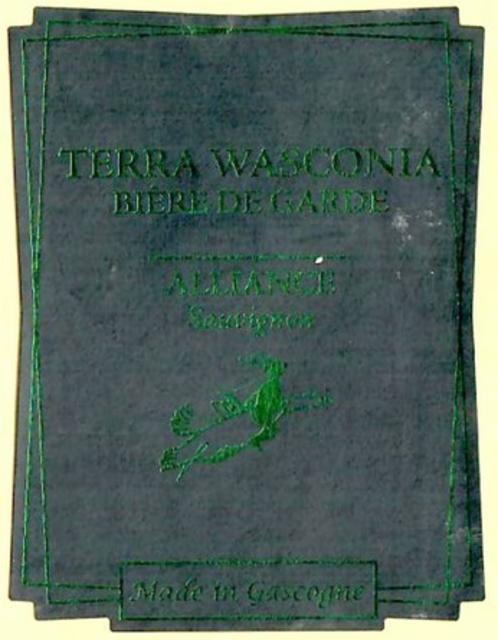 TERRA WASCONIA
BIÈRE DE GARDE
ALLIANCE
Sauvignon
Made in Gascogne